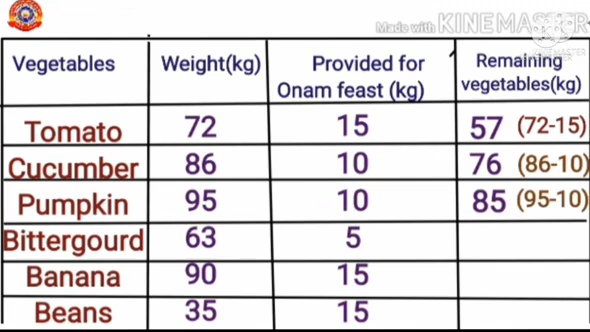 Made with KINEMASTER
KINEMASTER
Vegetables Weight(kg) Provided for Onam feast (kg) Remaining vegetables(kg)
Tomato 72 15 57 (72-15)
Cucumber 86 10 76 (86-10)
Pumpkin 95 10 85 (95-10)
Bittergourd 63 5
Banana 90 15
Beans 35 15